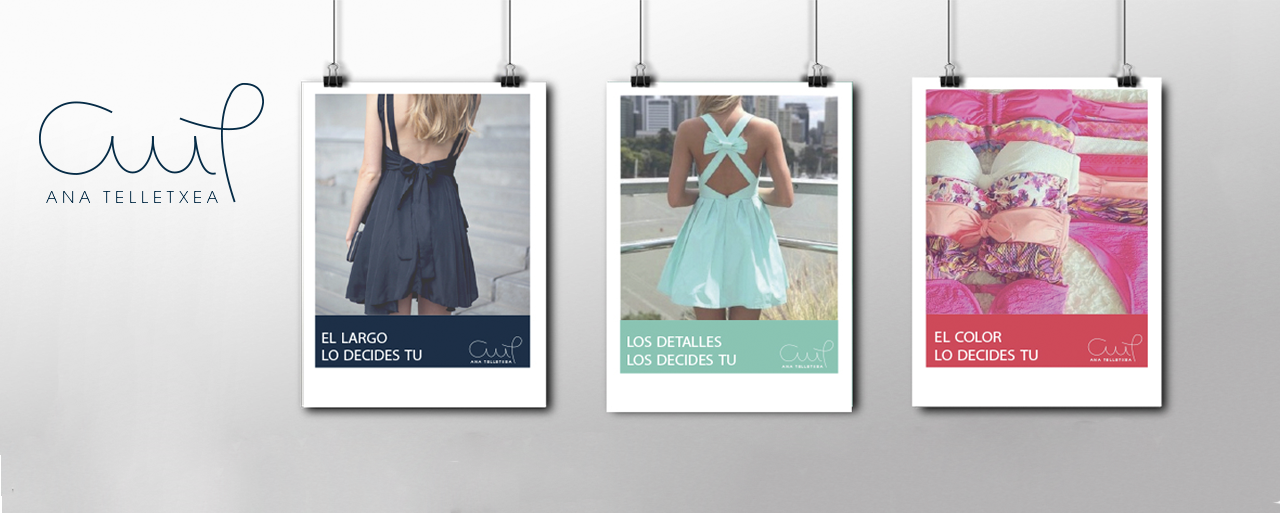 ANA TELLETXEA
EL LARGO
LO DECIDES TU
ANA TELLETXEA
LOS DETALLES
LOS DECIDES TU
ANA TELLETXEA
EL COLOR
LO DECIDES TU
ANA TELLETXEA